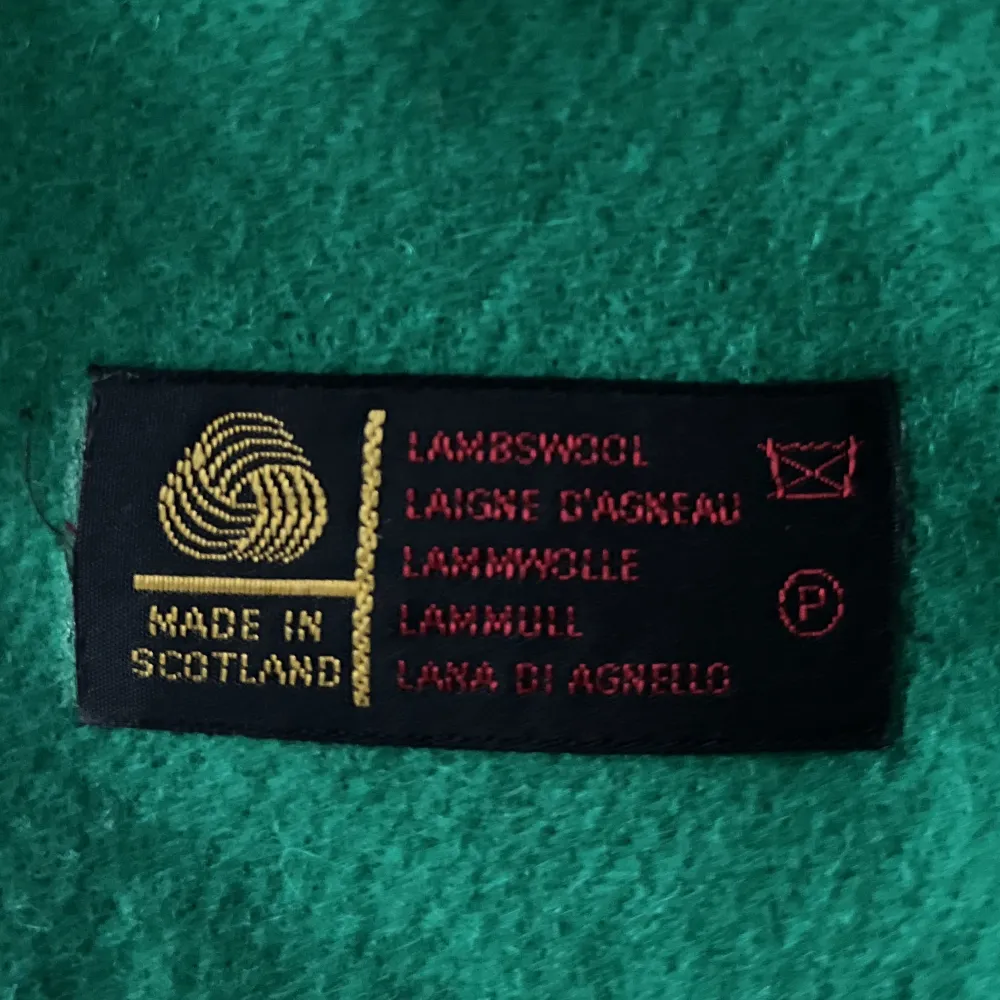 MADE IN
SCOTLAND
LAMBSWOOL
LAIGNE D'AGNEAU
LAMMWOLLE
LAMMULL
LANA DI AGNELLO
P